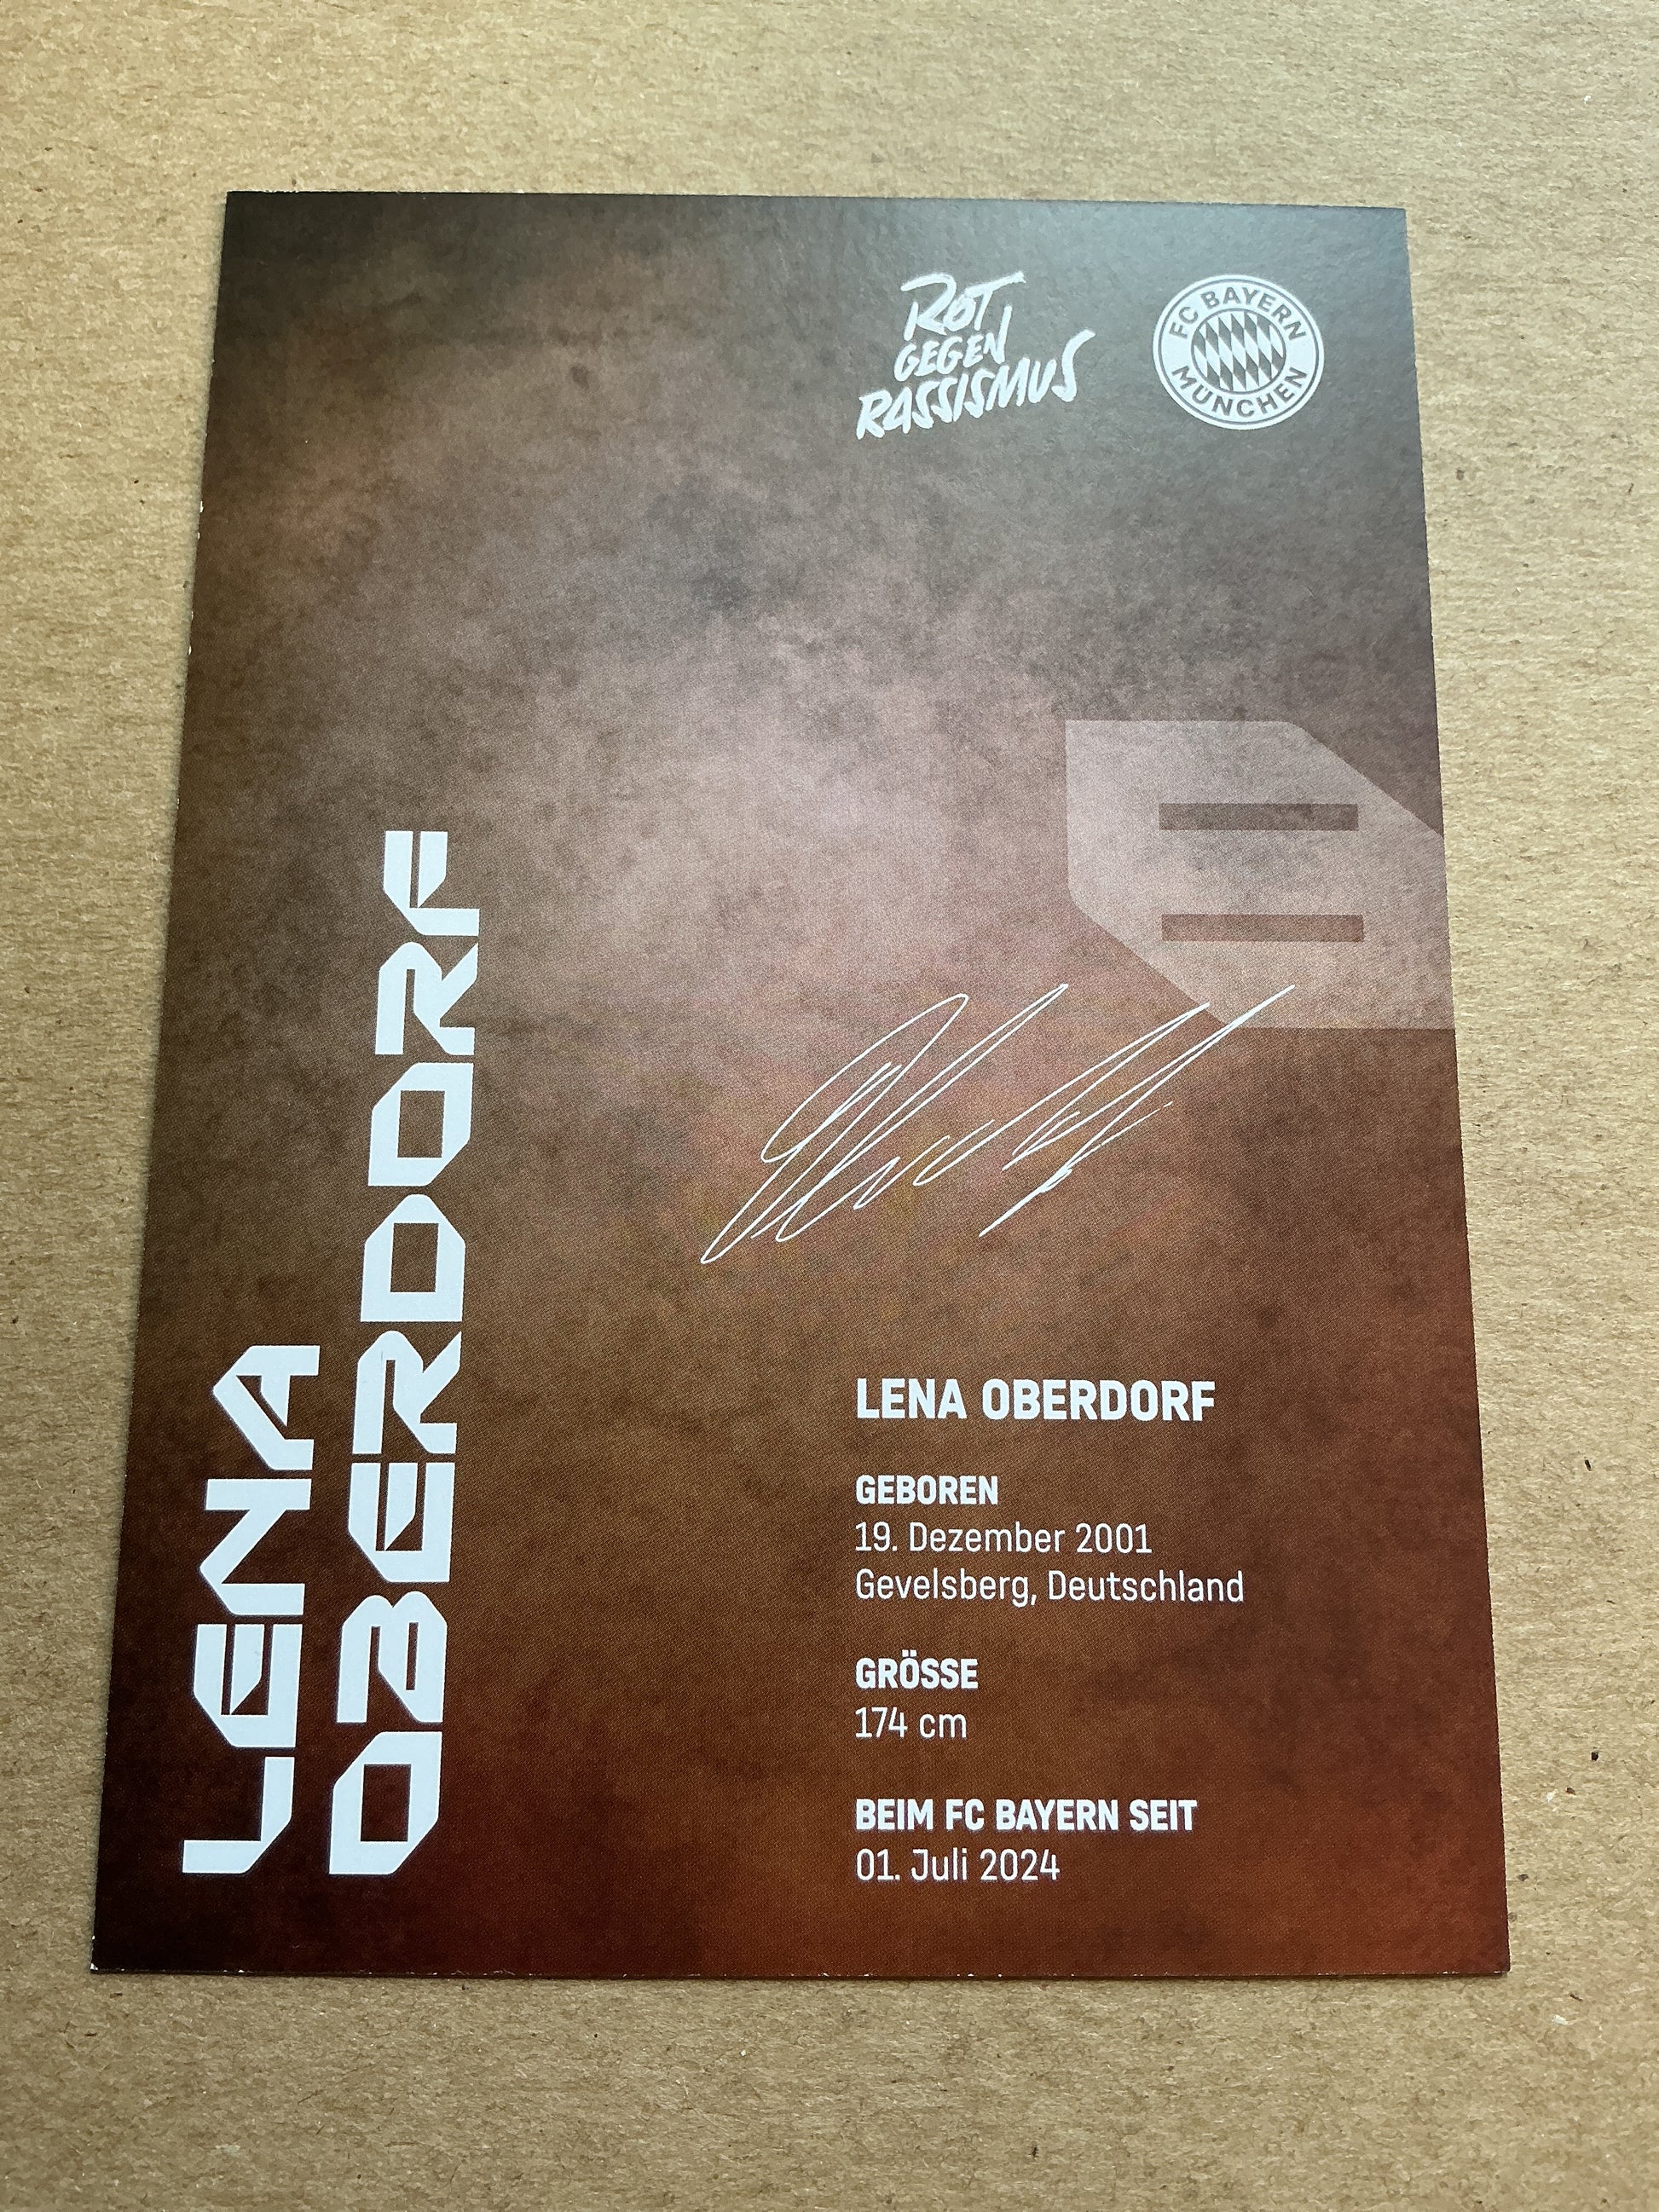 ROT
GEGEN
RASSISMUS
FC BAYERN
MÜNCHEN
8
LENA
OBERDORF
LENA OBERDORF
GEBOREN
19. Dezember 2001
Gevelsberg, Deutschland
GRÖSSE
174 cm
BEIM FC BAYERN SEIT
01. Juli 2024